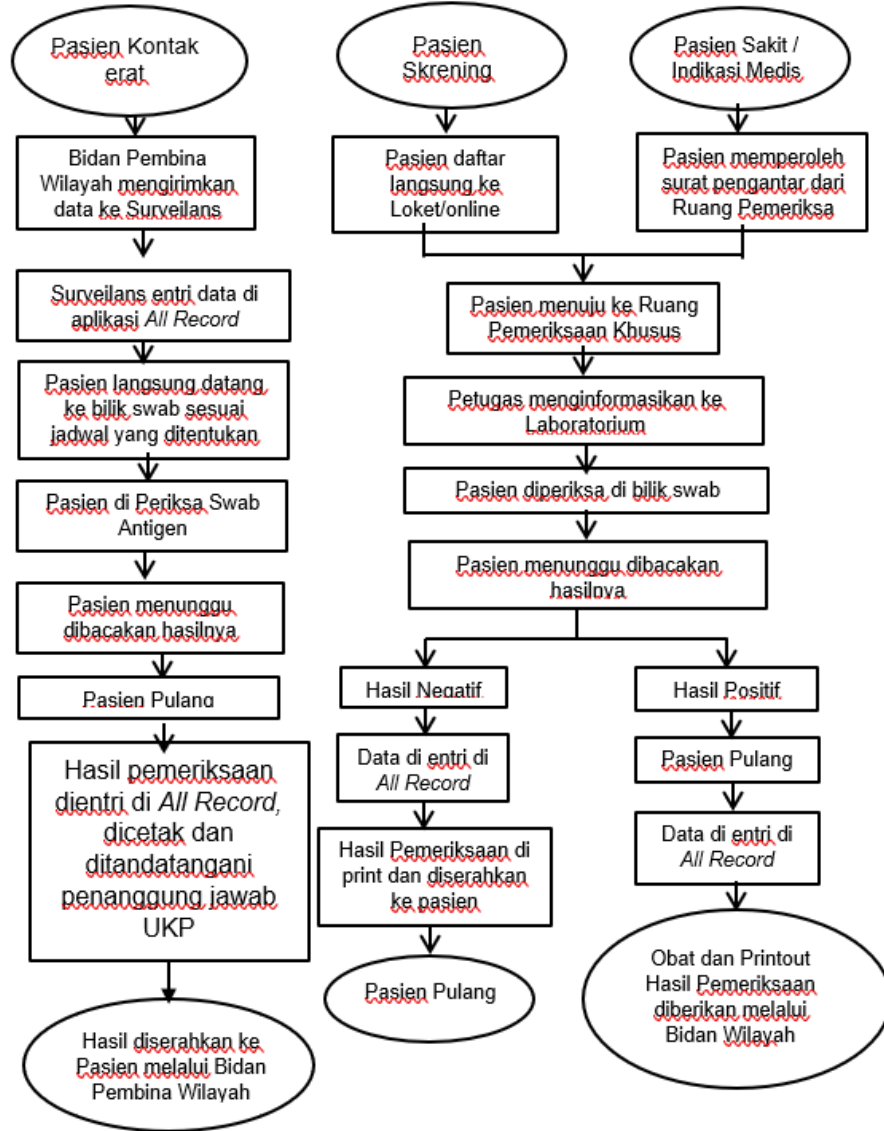 Pasien Kontak
erat
Bidan Pembina
Wilayah mengirimkan
data ke Surveilans
Surveilans entri data di
aplikasi All Record
Pasien langsung datang
ke bilik swab sesuai
jadwal yang ditentukan
Pasien di Periksa Swab
Antigen
Pasien menunggu
dibacakan hasilnya
Pasien Pulang
Hasil pemeriksaan
dientri di All Record,
dicetak dan
ditandatangani
penanggung jawab
UKP
Hasil diserahkan ke
Pasien melalui Bidan
Pembina Wilayah
Pasien
Skrening
Pasien daftar
langsung ke
Loket/online
Pasien Sakit /
Indikasi Medis
Pasien memperoleh
surat pengantar dari
Ruang Pemeriksa
Pasien menuju ke Ruang
Pemeriksaan Khusus
Petugas menginformasikan ke
Laboratorium
Pasien diperiksa di bilik swab
Pasien menunggu dibacakan
hasilnya
Hasil Negatif
Data di entri di
All Record
Hasil Pemeriksaan di
print dan diserahkan
ke pasien
Pasien Pulang
Hasil Positif
Pasien Pulang
Data di entri di
All Record
Obat dan Printout
Hasil Pemeriksaan
diberikan melalui
Bidan Wilayah